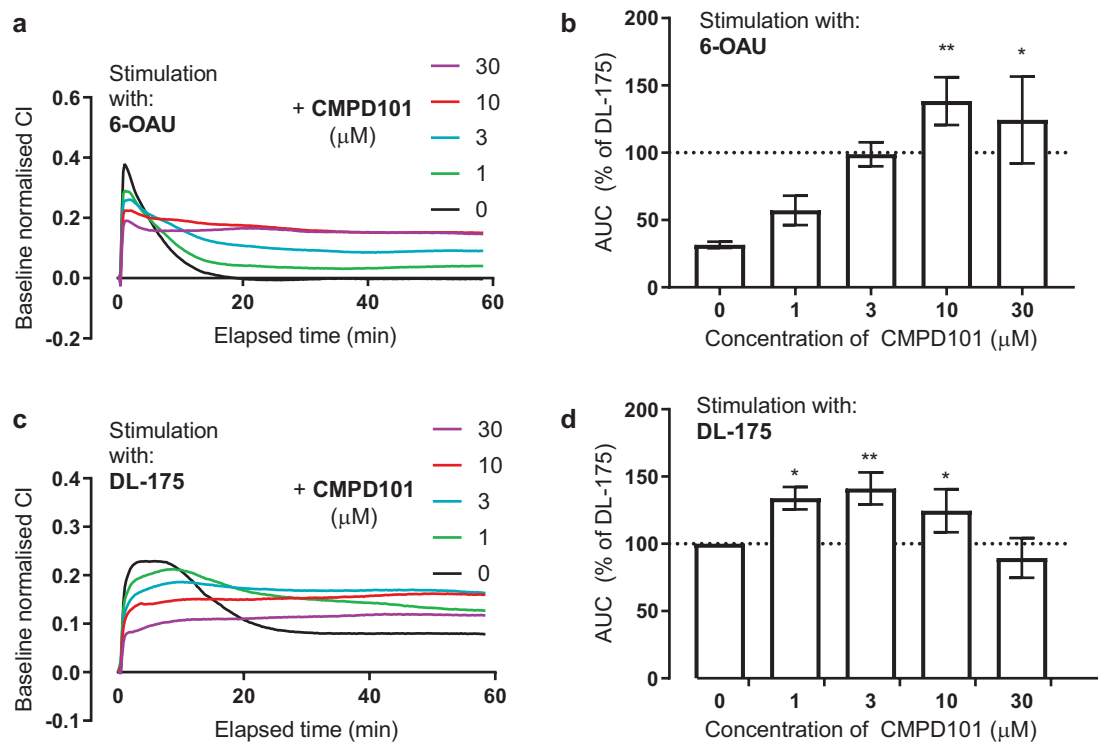 a
Stimulation
with:
6-OAU
+ CMPD101
(μM)
30
10
3
1
0
Baseline normalised CI
0.6
0.4
0.2
0.0
-0.2
0
20
40
60
Elapsed time (min)
b
Stimulation with:
6-OAU
AUC (% of DL-175)
200
150
100
50
0
**
*
0
1
3
10
30
Concentration of CMPD101 (μM)
c
Stimulation
with:
DL-175
+ CMPD101
(μM)
30
10
3
1
0
Baseline normalised CI
0.4
0.3
0.2
0.1
0.0
-0.1
0
20
40
60
Elapsed time (min)
d
Stimulation with:
DL-175
AUC (% of DL-175)
200
150
100
50
0
*
**
*
0
1
3
10
30
Concentration of CMPD101 (μM)